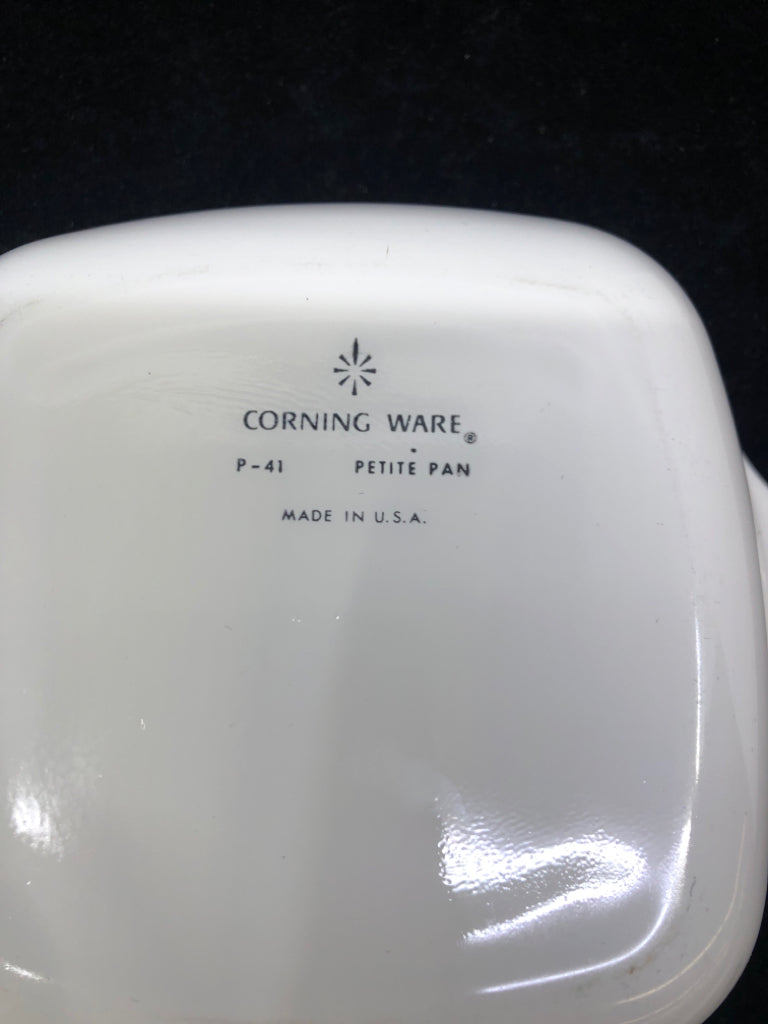 CORNING WARE®
P-41 PETITE PAN
MADE IN U.S.A.